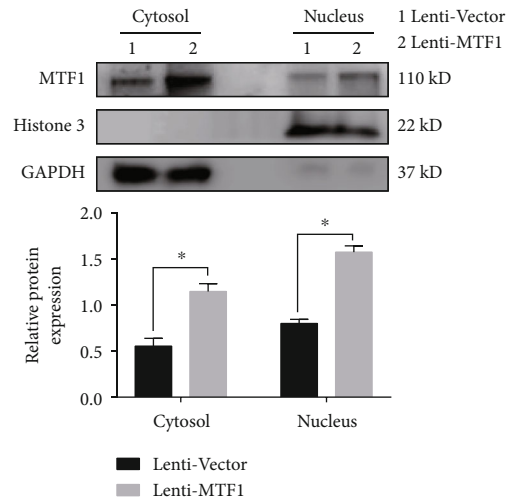 Cytosol Nucleus 1 Lenti-Vector
1 2 1 2 2 Lenti-MTF1
MTF1 110 kD
Histone 3 22 kD
GAPDH 37 kD
2.0
1.5
1.0
0.5
0.0
Relative protein
expression
* *
Cytosol Nucleus
Lenti-Vector
Lenti-MTF1